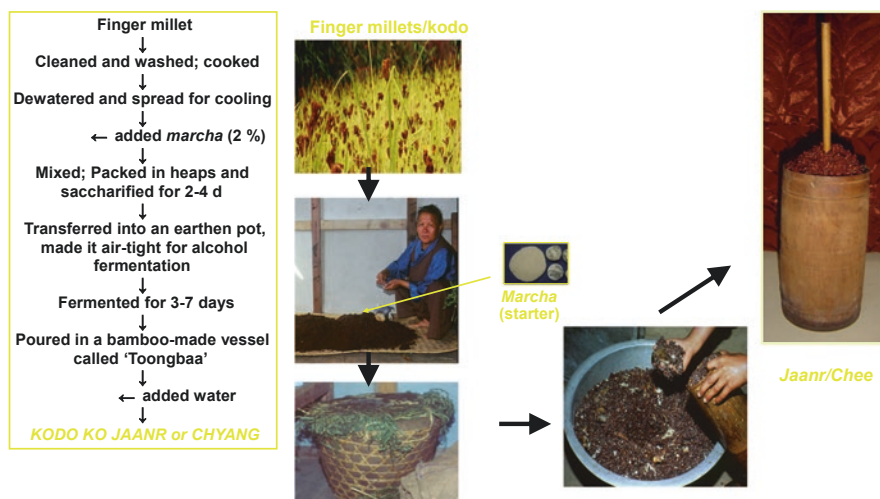 Finger millet
Cleaned and washed; cooked
Dewatered and spread for cooling
← added marcha (2 %)
Mixed; Packed in heaps and
saccharified for 2-4 d
Transferred into an earthen pot,
made it air-tight for alcohol
fermentation
Fermented for 3-7 days
Poured in a bamboo-made vessel
called ‘Toongbaa’
← added water
KODO KO JAANR or CHYANG
Finger millets/kodo
Marcha
(starter)
Jaanr/Chee